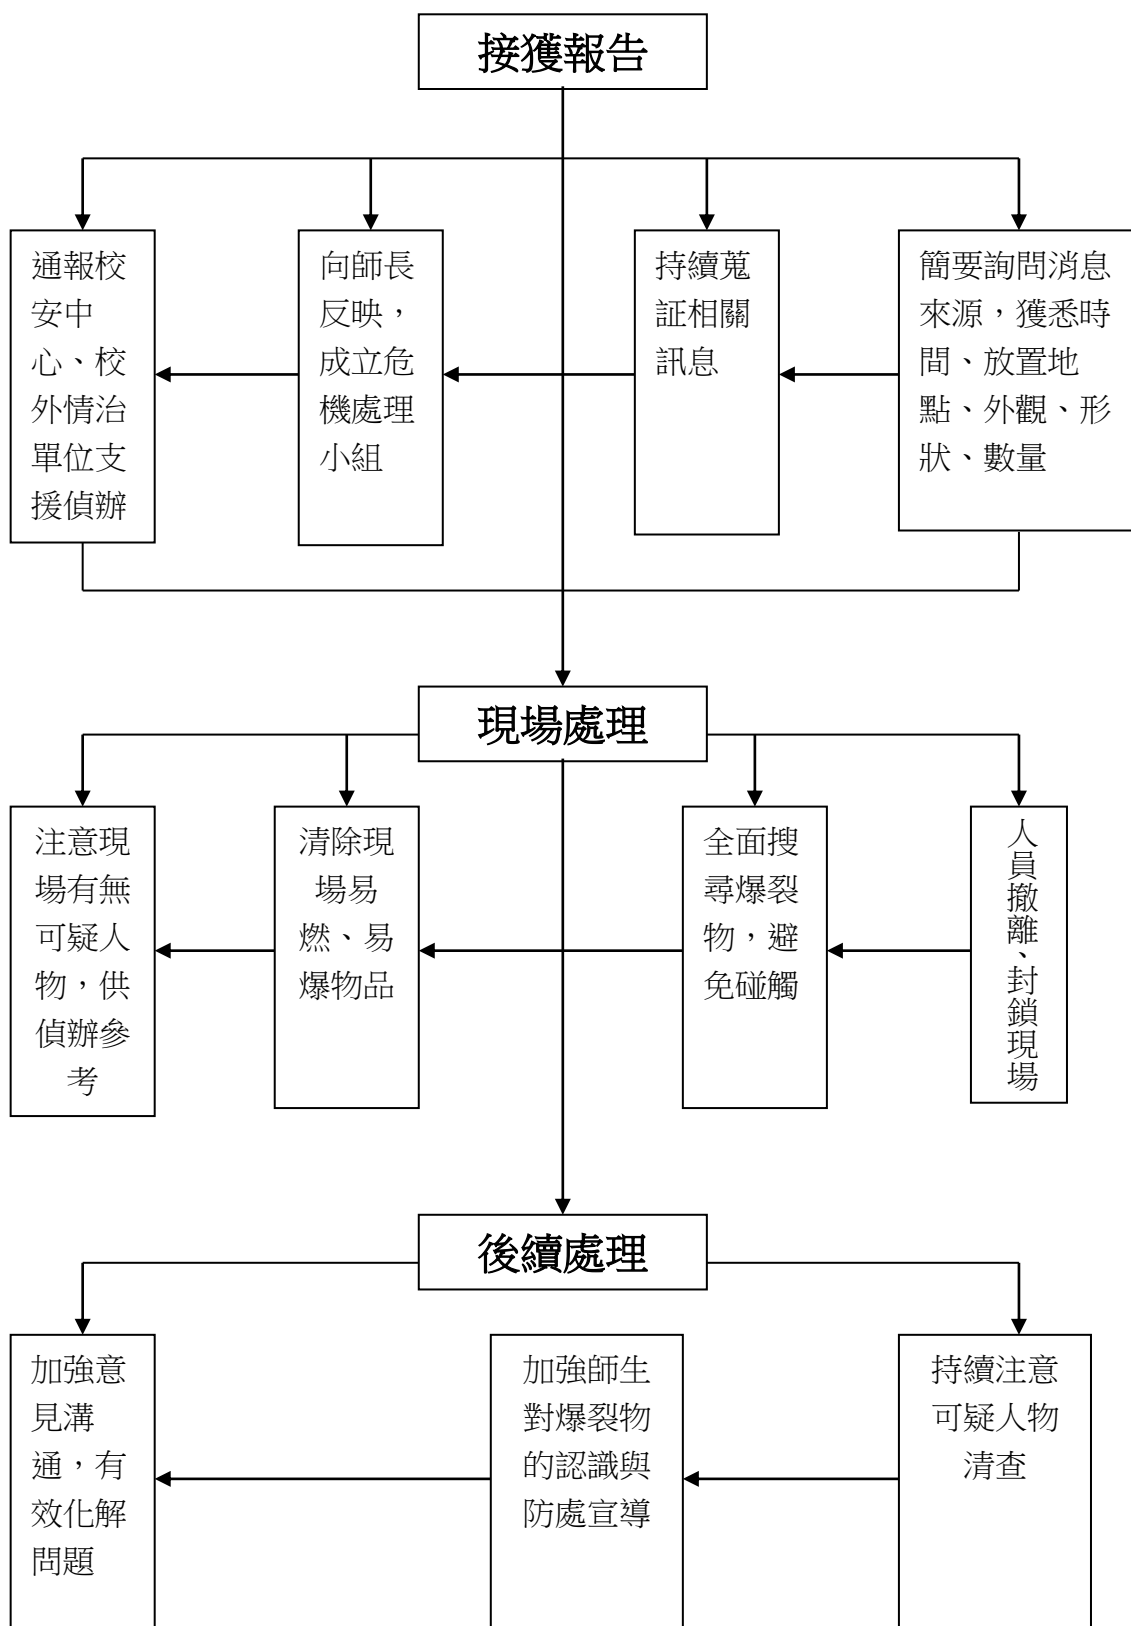 接獲報告
通報校
安中
心、校
外情治
單位支
援偵辦
向師長
反映，
成立危
機處理
小組
持續蒐
証相關
訊息
簡要詢問消息
來源，獲悉時
間、放置地
點、外觀、形
狀、數量
現場處理
注意現
場有無
可疑人
物，供
偵辦參
考
清除現
場易
燃、易
爆物品
全面搜
尋爆裂
物，避
免碰觸
人員撤離、封鎖現場
後續處理
加強意
見溝
通，有
效化解
問題
加強師生
對爆裂物
的認識與
防處宣導
持續注意
可疑人物
清查